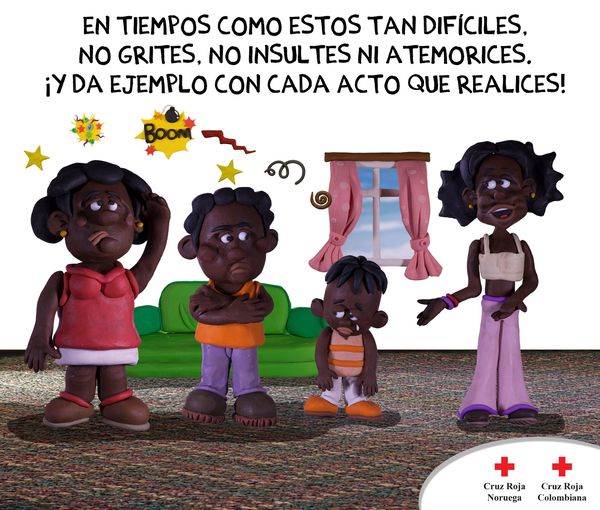 EN TIEMPOS COMO ESTOS TAN DIFÍCILES,
NO GRITES, NO INSULTES NI ATEMORICES.
¡Y DA EJEMPLO CON CADA ACTO QUE REALICES!
BOOM
Cruz Roja
Noruega
Cruz Roja
Colombiana